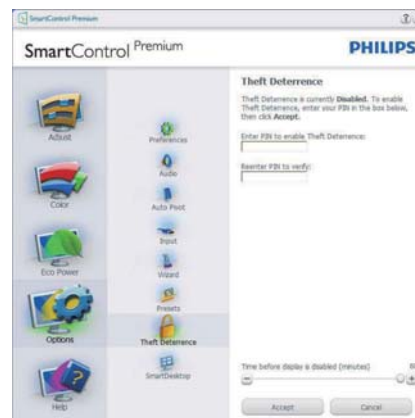 SmartControl Premium
SmartControl Premium
PHILIPS
Adjust
Color
Eco Power
Options
Help
Preferences
Audio
Auto Pivot
Input
Wizard
Presets
Theft Deterrence
SmartDesktop
Theft Deterrence
Theft Deterrence is currently Disabled. To enable
Theft Deterrence, enter your PIN in the box below,
then click Accept.
Enter PIN to enable Theft Deterrence:
Reenter PIN to verify:
Time before display is disabled (minutes)
Accept
Cancel